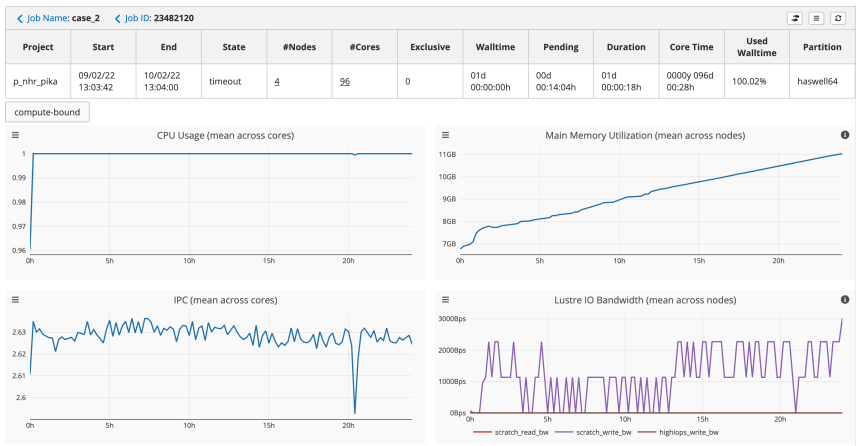 Job Name: case_2 Job ID: 23482120
Project Start End State #Nodes #Cores Exclusive Walltime Pending Duration Core Time Used Walltime Partition
p_nhr_pika 09/02/22 13:03:42 10/02/22 13:04:00 timeout 4 96 0 01d 00:00:00h 00d 00:14:04h 01d 00:00:18h 0000y 096d 00:28h 100.02% haswell64
compute-bound
CPU Usage (mean across cores)
1
0.99
0.98
0.97
0.96
0h 5h 10h 15h 20h
Main Memory Utilization (mean across nodes)
11GB
10GB
9GB
8GB
7GB
0h 5h 10h 15h 20h
IPC (mean across cores)
2.63
2.62
2.61
2.6
0h 5h 10h 15h 20h
Lustre IO Bandwidth (mean across nodes)
3000Bps
2000Bps
1000Bps
0Bps
0h 5h 10h 15h 20h
scratch_read_bw scratch_write_bw highiops_write_bw